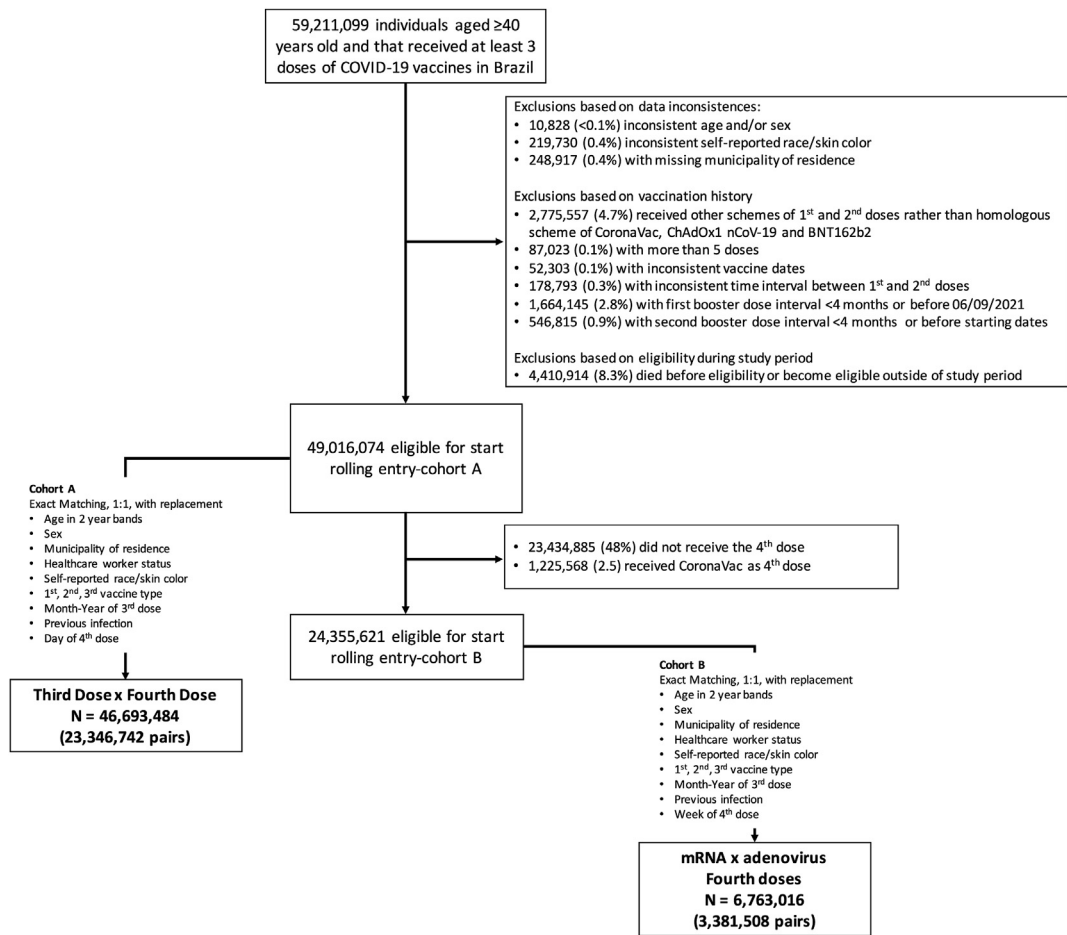 59,211,099 individuals aged ≥40
years old and that received at least 3
doses of COVID-19 vaccines in Brazil
Exclusions based on data inconsistences:
• 10,828 (<0.1%) inconsistent age and/or sex
• 219,730 (0.4%) inconsistent self-reported race/skin color
• 248,917 (0.4%) with missing municipality of residence
Exclusions based on vaccination history
• 2,775,557 (4.7%) received other schemes of 1st and 2nd doses rather than homologous
scheme of CoronaVac, ChAdOx1 nCoV-19 and BNT162b2
• 87,023 (0.1%) with more than 5 doses
• 52,303 (0.1%) with inconsistent vaccine dates
• 178,793 (0.3%) with inconsistent time interval between 1st and 2nd doses
• 1,664,145 (2.8%) with first booster dose interval <4 months or before 06/09/2021
• 546,815 (0.9%) with second booster dose interval <4 months or before starting dates
Exclusions based on eligibility during study period
• 4,410,914 (8.3%) died before eligibility or become eligible outside of study period
49,016,074 eligible for start
rolling entry-cohort A
Cohort A
Exact Matching, 1:1, with replacement
• Age in 2 year bands
• Sex
• Municipality of residence
• Healthcare worker status
• Self-reported race/skin color
• 1st, 2nd, 3rd vaccine type
• Month-Year of 3rd dose
• Previous infection
• Day of 4th dose
• 23,434,885 (48%) did not receive the 4th dose
• 1,225,568 (2.5) received CoronaVac as 4th dose
24,355,621 eligible for start
rolling entry-cohort B
Third Dose x Fourth Dose
N = 46,693,484
(23,346,742 pairs)
Cohort B
Exact Matching, 1:1, with replacement
• Age in 2 year bands
• Sex
• Municipality of residence
• Healthcare worker status
• Self-reported race/skin color
• 1st, 2nd, 3rd vaccine type
• Month-Year of 3rd dose
• Previous infection
• Week of 4th dose
mRNA x adenovirus
Fourth doses
N = 6,763,016
(3,381,508 pairs)